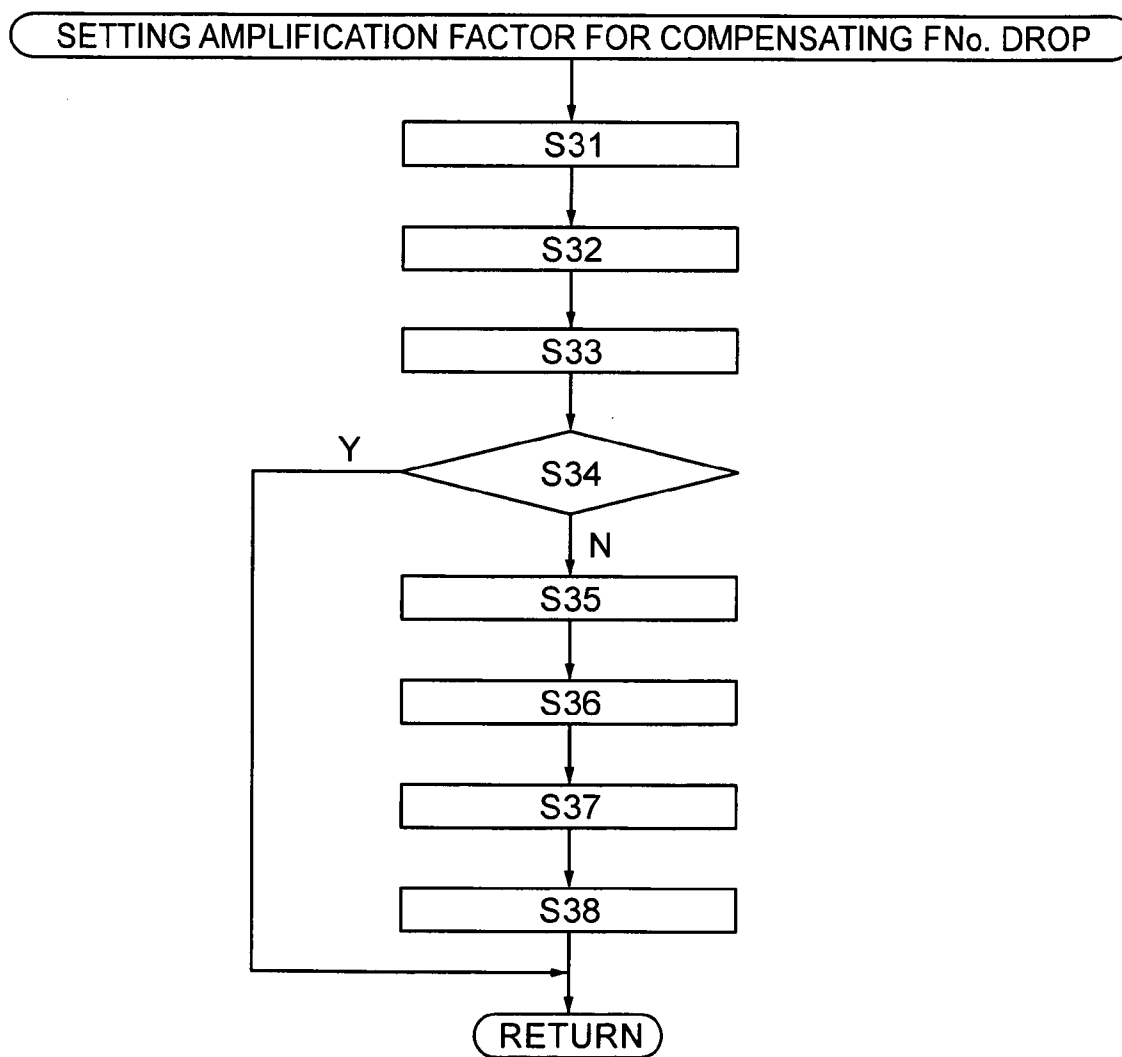 SETTING AMPLIFICATION FACTOR FOR COMPENSATING FNo. DROP
S31
S32
S33
Y
S34
N
S35
S36
S37
S38
RETURN